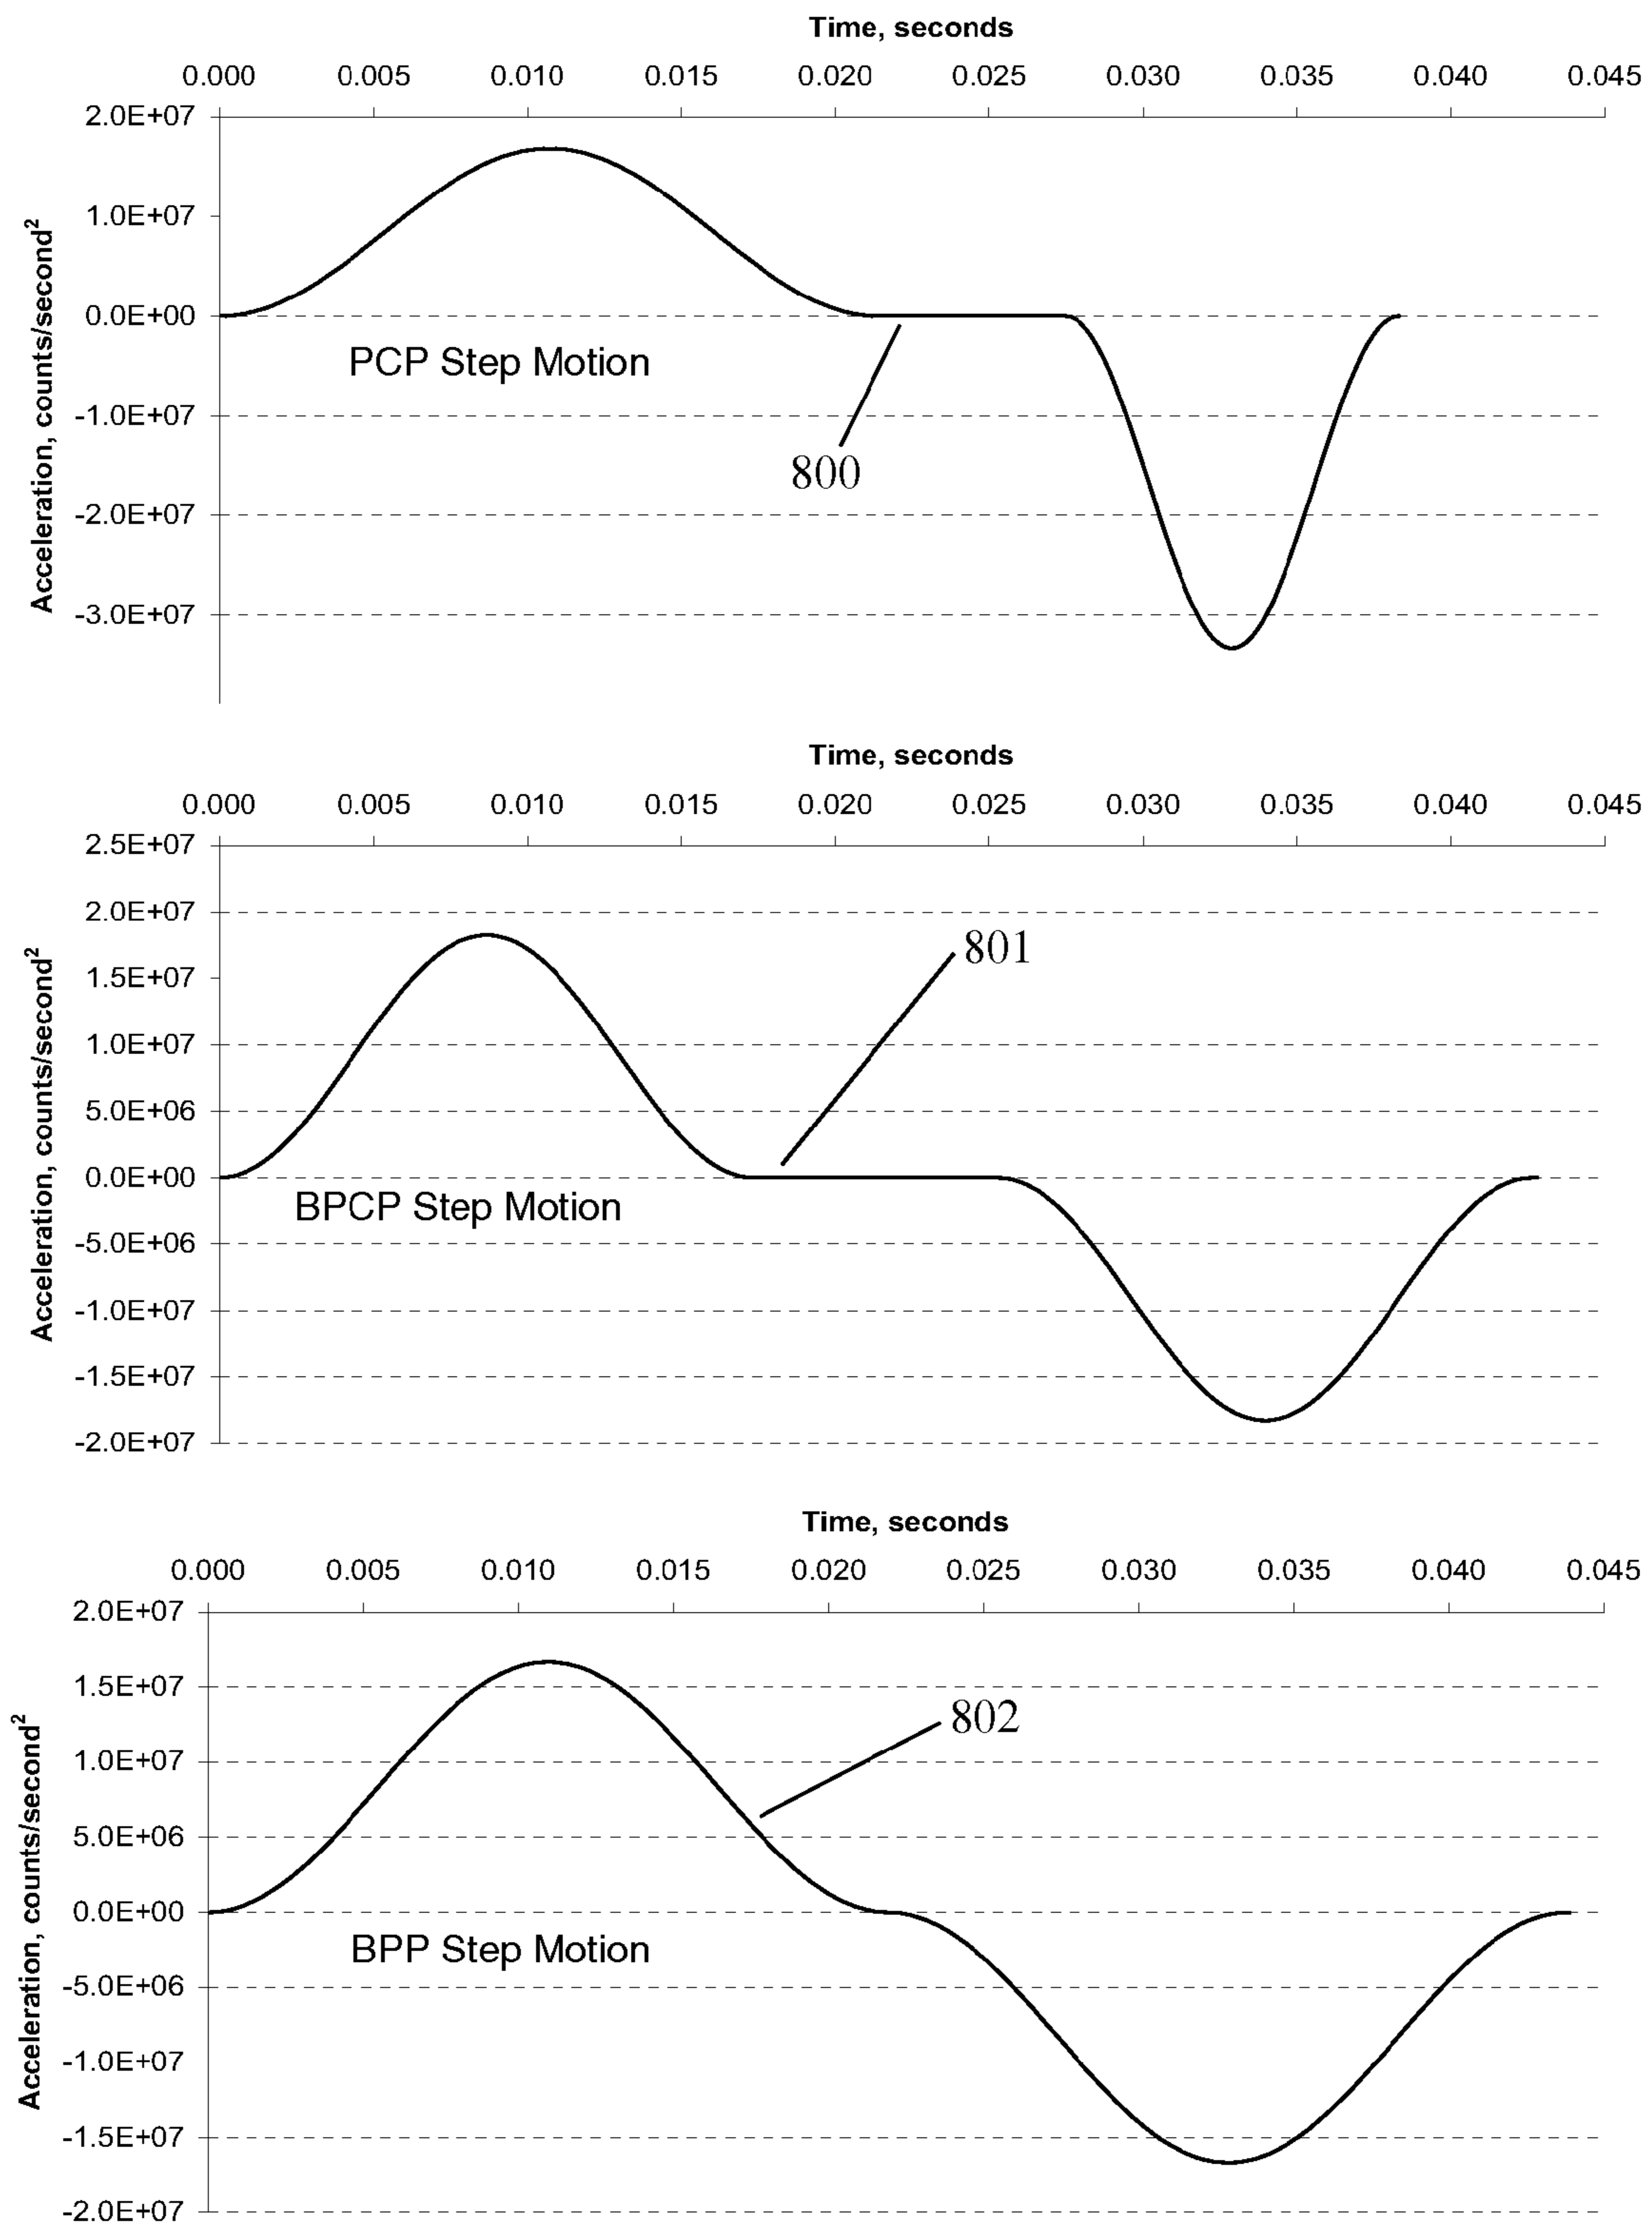 Time, seconds
0.000 0.005 0.010 0.015 0.020 0.025 0.030 0.035 0.040 0.045
2.0E+07
1.0E+07
0.0E+00
-1.0E+07
-2.0E+07
-3.0E+07
Acceleration, counts/second²
PCP Step Motion
800
Time, seconds
0.000 0.005 0.010 0.015 0.020 0.025 0.030 0.035 0.040 0.045
2.5E+07
2.0E+07
1.5E+07
1.0E+07
5.0E+06
0.0E+00
-5.0E+06
-1.0E+07
-1.5E+07
-2.0E+07
Acceleration, counts/second²
801
BPCP Step Motion
Time, seconds
0.000 0.005 0.010 0.015 0.020 0.025 0.030 0.035 0.040 0.045
2.0E+07
1.5E+07
1.0E+07
5.0E+06
0.0E+00
-5.0E+06
-1.0E+07
-1.5E+07
-2.0E+07
Acceleration, counts/second²
802
BPP Step Motion